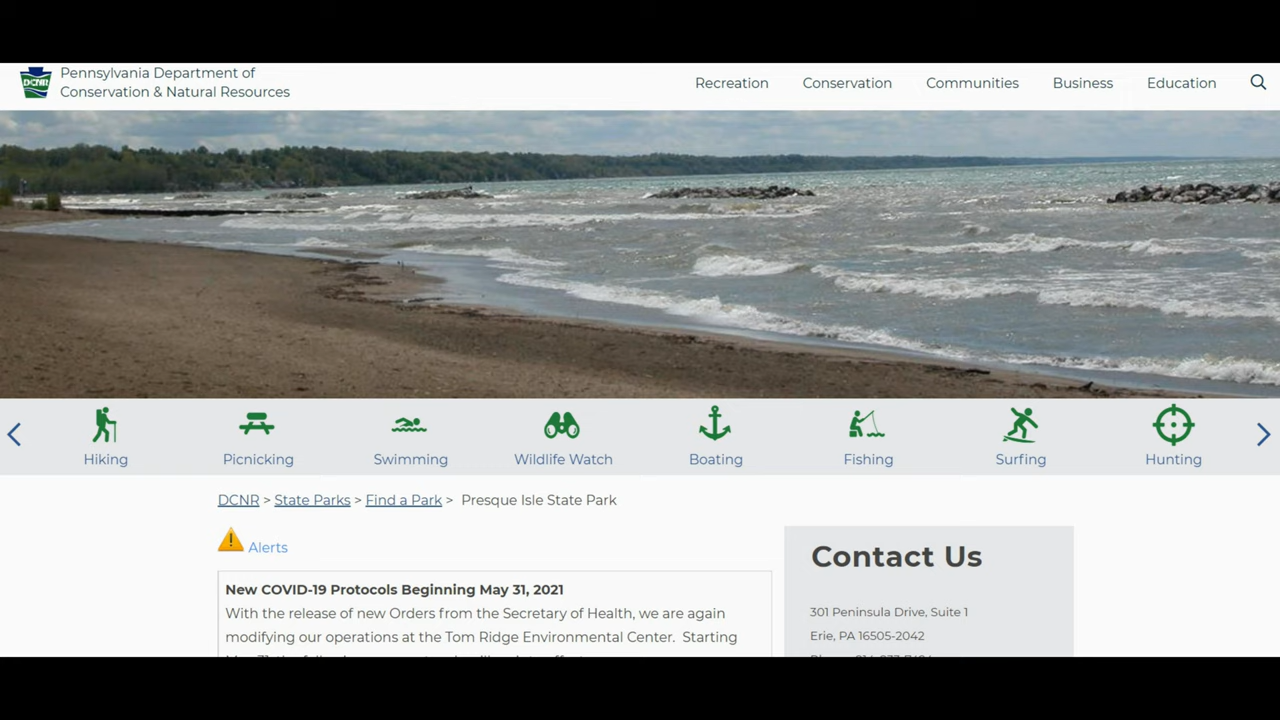 DCNR
Pennsylvania Department of
Conservation & Natural Resources
Recreation Conservation Communities Business Education
Hiking Picnicking Swimming Wildlife Watch Boating Fishing Surfing Hunting
DCNR > State Parks > Find a Park > Presque Isle State Park
Alerts
New COVID-19 Protocols Beginning May 31, 2021
With the release of new Orders from the Secretary of Health, we are again
modifying our operations at the Tom Ridge Environmental Center. Starting
Contact Us
301 Peninsula Drive, Suite 1
Erie, PA 16505-2042